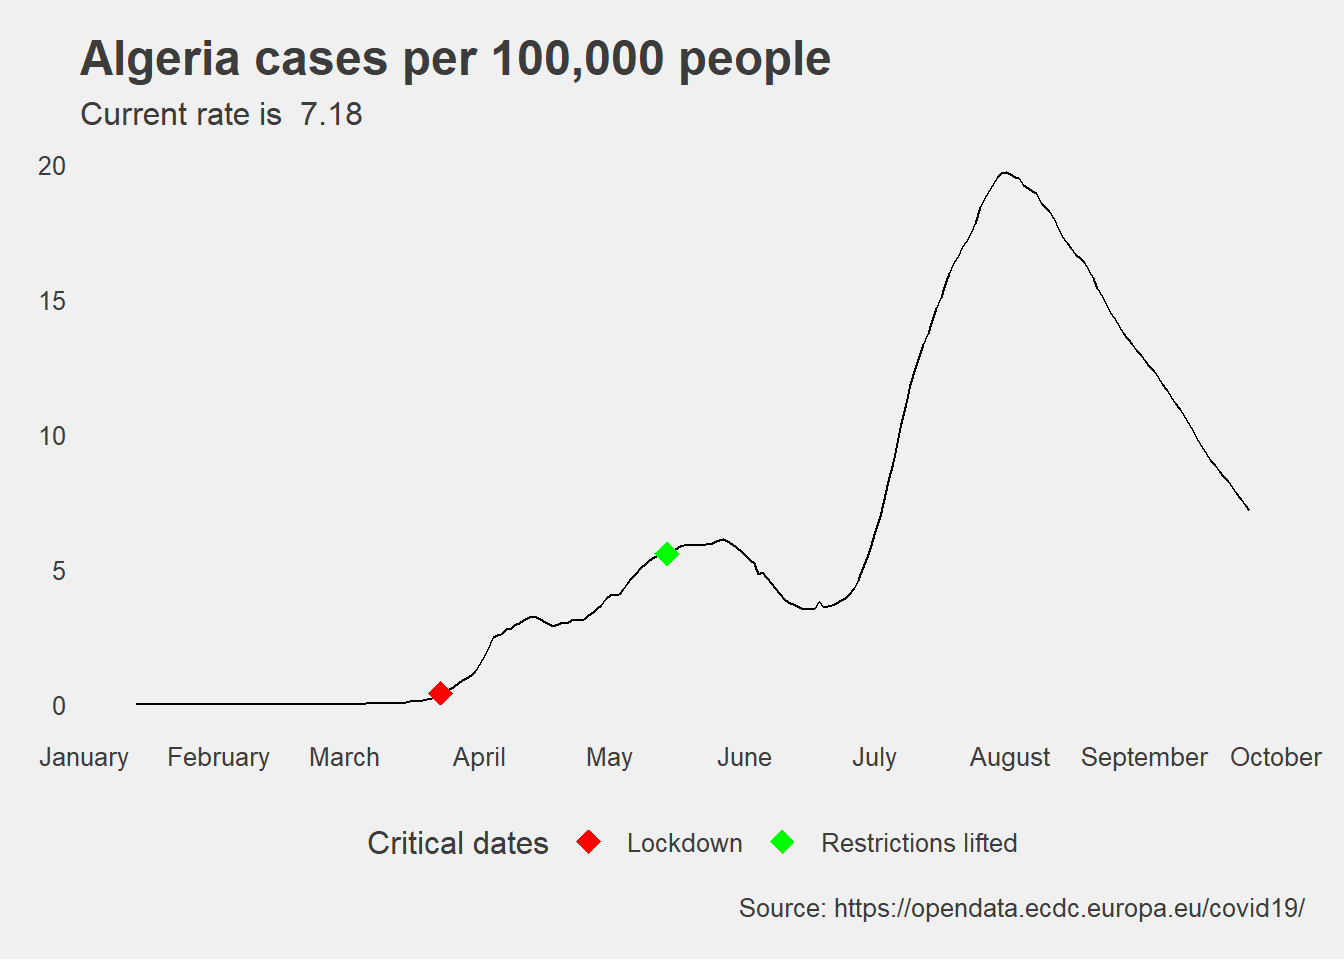 Algeria cases per 100,000 people
Current rate is  7.18
20
15
10
5
0
January February March April May June July August September October
Critical dates Lockdown Restrictions lifted
Source: https://opendata.ecdc.europa.eu/covid19/